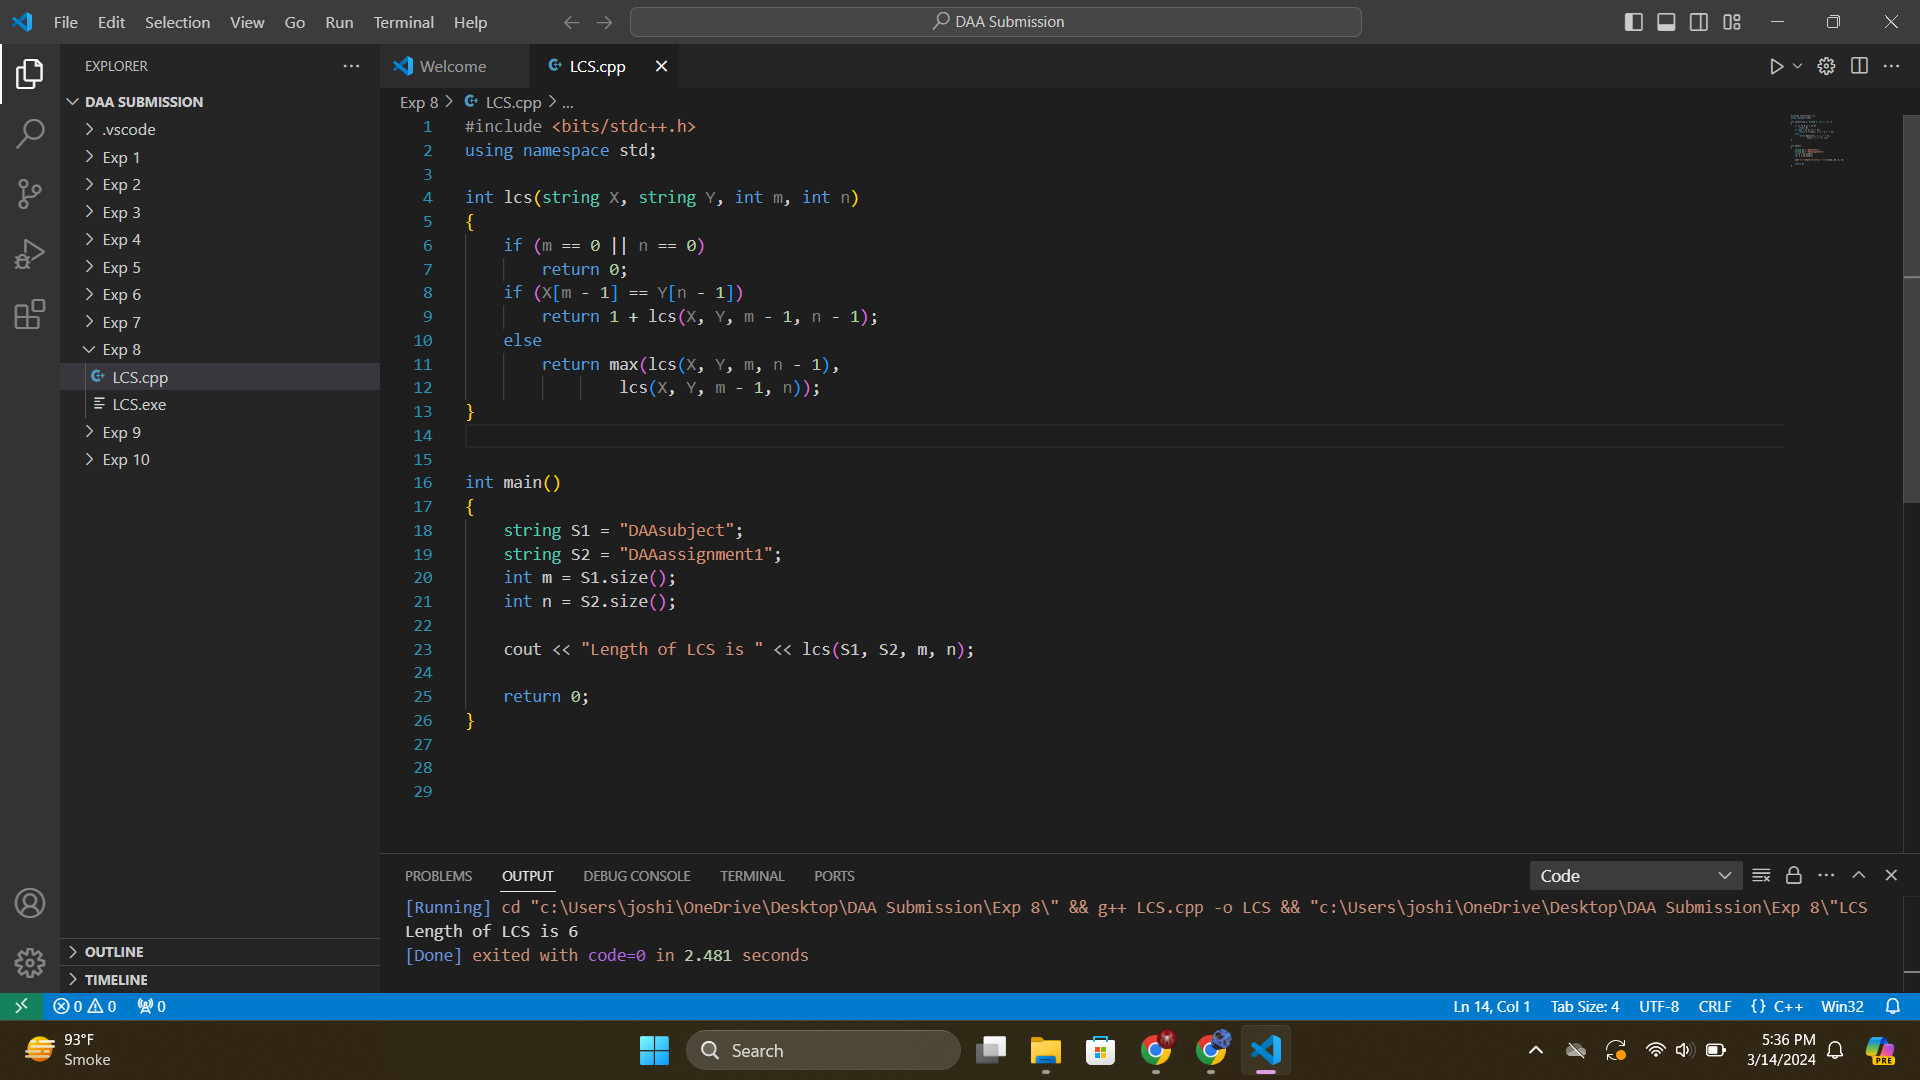 File Edit Selection View Go Run Terminal Help
DAA Submission
EXPLORER
DAA SUBMISSION
.vscode
Exp 1
Exp 2
Exp 3
Exp 4
Exp 5
Exp 6
Exp 7
Exp 8
LCS.cpp
LCS.exe
Exp 9
Exp 10
OUTLINE
TIMELINE
Welcome LCS.cpp
Exp 8 > LCS.cpp > ...
1 #include <bits/stdc++.h>
2 using namespace std;
3
4 int lcs(string X, string Y, int m, int n)
5 {
6 if (m == 0 || n == 0)
7 return 0;
8 if (X[m - 1] == Y[n - 1])
9 return 1 + lcs(X, Y, m - 1, n - 1);
10 else
11 return max(lcs(X, Y, m, n - 1),
12 lcs(X, Y, m - 1, n));
13 }
14
15
16 int main()
17 {
18 string S1 = "DAAsubject";
19 string S2 = "DAAassignment1";
20 int m = S1.size();
21 int n = S2.size();
22
23 cout << "Length of LCS is " << lcs(S1, S2, m, n);
24
25 return 0;
26 }
27
28
29
PROBLEMS OUTPUT DEBUG CONSOLE TERMINAL PORTS
Code
[Running] cd "c:\Users\joshi\OneDrive\Desktop\DAA Submission\Exp 8\" && g++ LCS.cpp -o LCS && "c:\Users\joshi\OneDrive\Desktop\DAA Submission\Exp 8\"LCS
Length of LCS is 6
[Done] exited with code=0 in 2.481 seconds
0 0 0
Ln 14, Col 1 Tab Size: 4 UTF-8 CRLF {} C++ Win32
93°F
Smoke
Search
5:36 PM
3/14/2024
PRE